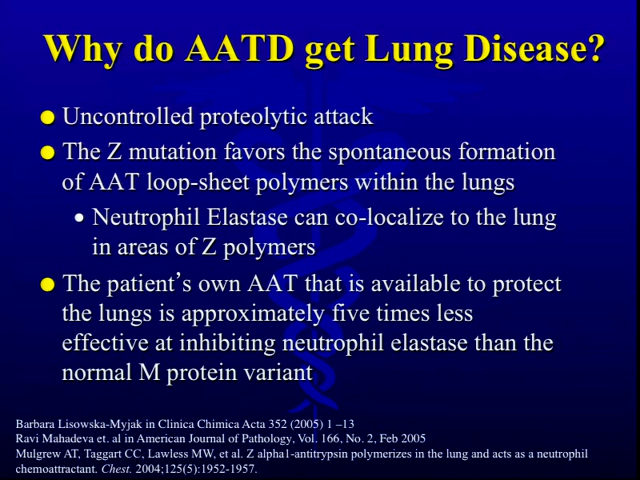 Why do AATD get Lung Disease?
Uncontrolled proteolytic attack
The Z mutation favors the spontaneous formation
of AAT loop-sheet polymers within the lungs
Neutrophil Elastase can co-localize to the lung
in areas of Z polymers
The patient’s own AAT that is available to protect
the lungs is approximately five times less
effective at inhibiting neutrophil elastase than the
normal M protein variant
Barbara Lisowska-Myjak in Clinica Chimica Acta 352 (2005) 1 –13
Ravi Mahadeva et. al in American Journal of Pathology, Vol. 166, No. 2, Feb 2005
Mulgrew AT, Taggart CC, Lawless MW, et al. Z alpha1-antitrypsin polymerizes in the lung and acts as a neutrophil
chemoattractant. Chest. 2004;125(5):1952-1957.